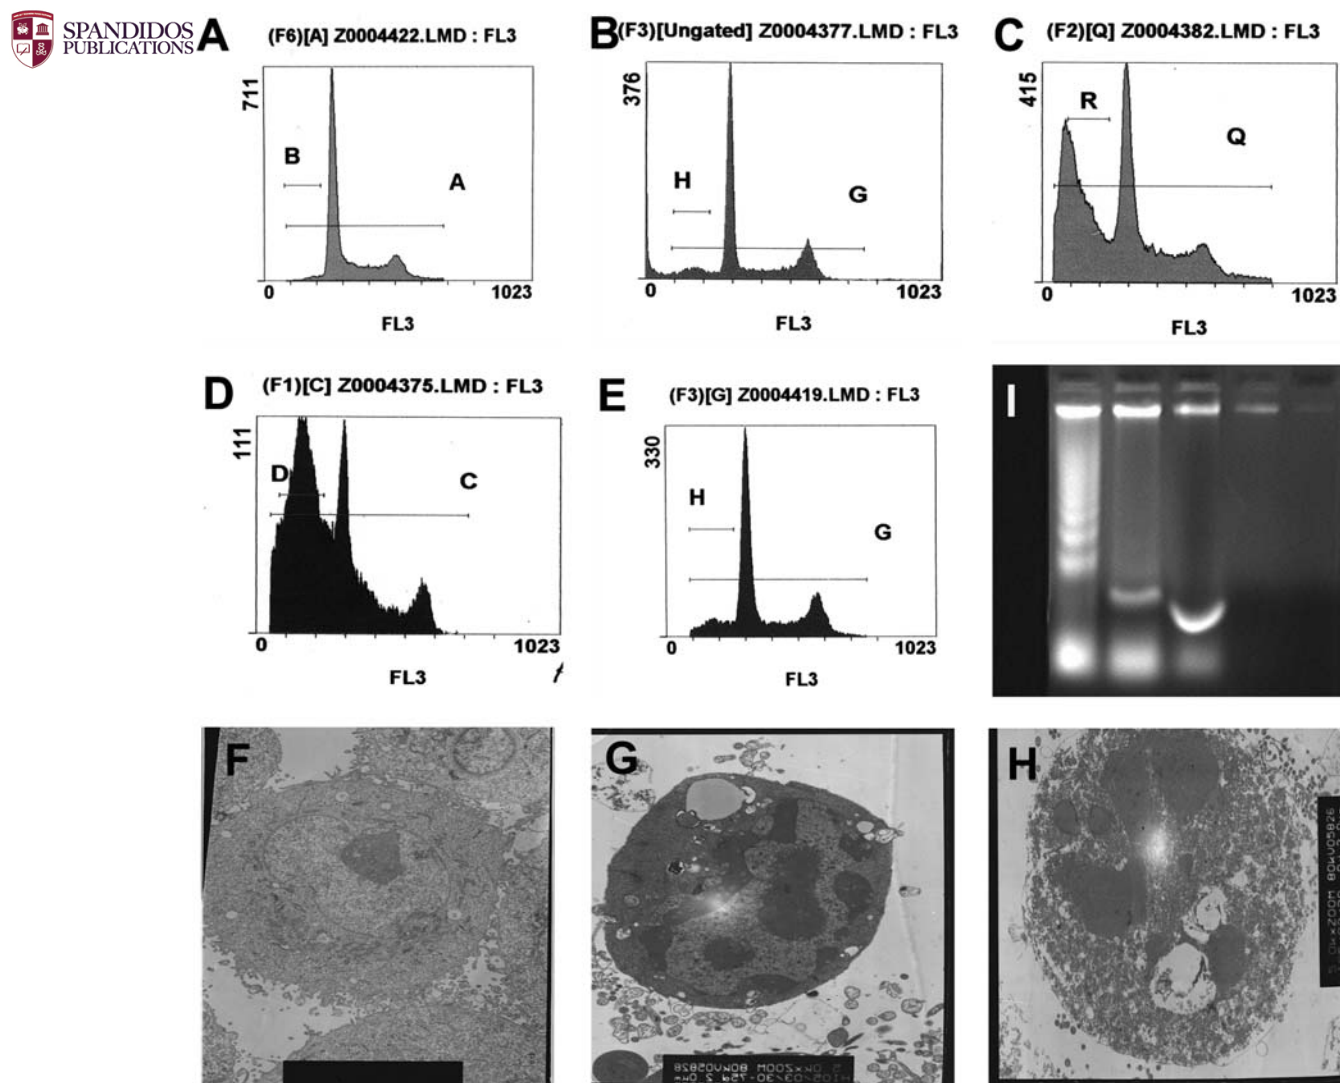 SPANDIDOS
PUBLICATIONS
A
(F6)[A] Z0004422.LMD : FL3
711
B
A
0
1023
FL3
B
(F3)[Ungated] Z0004377.LMD : FL3
376
H
G
0
1023
FL3
C
(F2)[Q] Z0004382.LMD : FL3
415
R
Q
0
1023
FL3
D
(F1)[C] Z0004375.LMD : FL3
111
D
C
0
1023
FL3
E
(F3)[G] Z0004419.LMD : FL3
330
H
G
0
1023
FL3
I
F
G
H